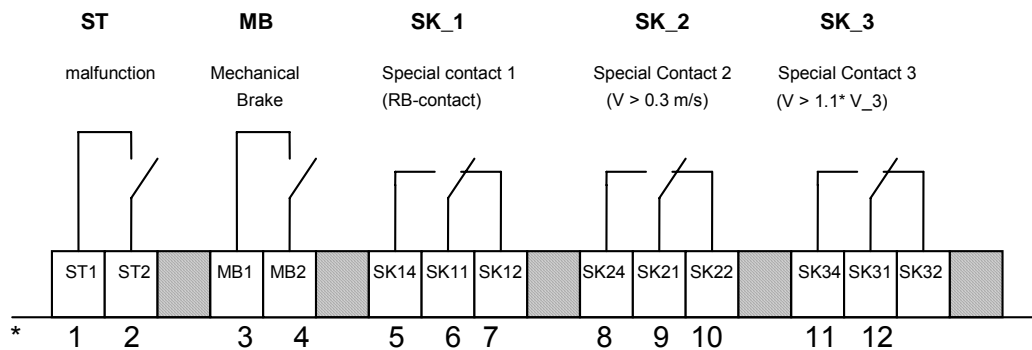 ST MB SK_1 SK_2 SK_3
malfunction Mechanical Special contact 1 Special Contact 2 Special Contact 3
Brake (RB-contact) (V > 0.3 m/s) (V > 1.1* V_3)
ST1 ST2 MB1 MB2 SK14 SK11 SK12 SK24 SK21 SK22 SK34 SK31 SK32
* 1 2 3 4 5 6 7 8 9 10 11 12